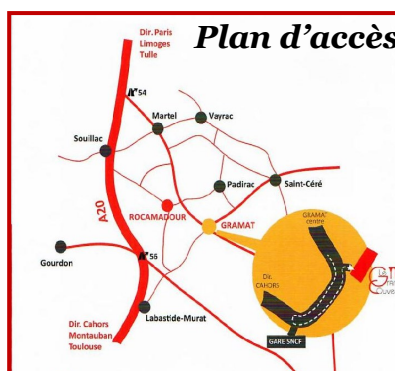 Plan d'accès
Dir. Paris
Limoges
Tulle
N°54
Martel
Vayrac
Souillac
Padirac
Saint-Céré
A20
ROCAMADOUR
GRAMAT
GRAMAT
centre
Gourdon
N°56
Dir.
CAHORS
Labastide-Murat
GARE SNCF
Dir. Cahors
Montauban
Toulouse